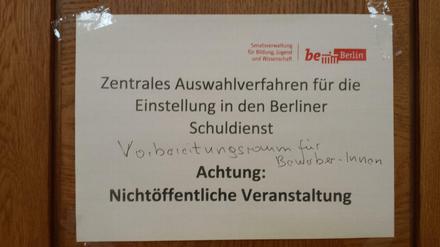 Senatsverwaltung
für Bildung, Jugend
und Wissenschaft
be Berlin
Zentrales Auswahlverfahren für die
Einstellung in den Berliner
Schuldienst
Vorbereitungsraum für
Bewerber-Innen
Achtung:
Nichtöffentliche Veranstaltung